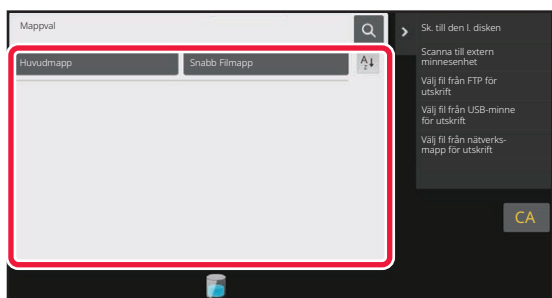 Mappval
Huvudmapp
Snabb Filmapp
A
Z
Sk. till den l. disken
Scanna till extern
minnesenhet
Välj fil från FTP för
utskrift
Välj fil från USB-minne
för utskrift
Välj fil från nätverks-
mapp för utskrift
CA